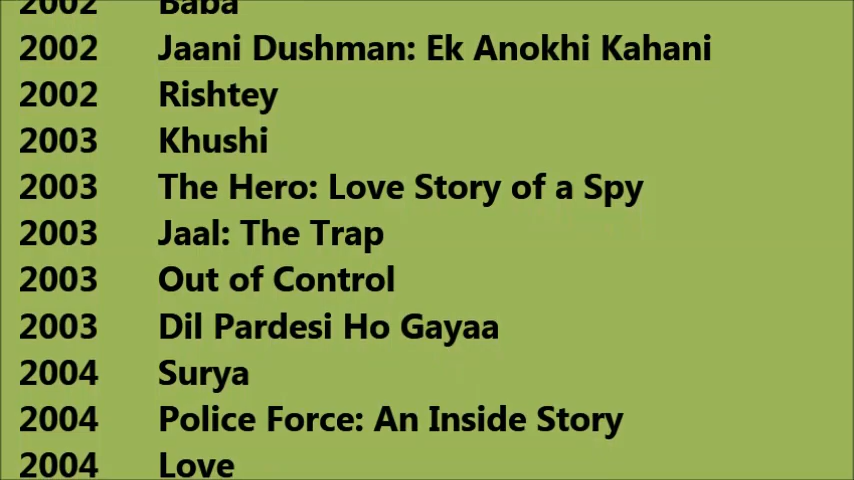 2002 Baba
2002 Jaani Dushman: Ek Anokhi Kahani
2002 Rishtey
2003 Khushi
2003 The Hero: Love Story of a Spy
2003 Jaal: The Trap
2003 Out of Control
2003 Dil Pardesi Ho Gayaa
2004 Surya
2004 Police Force: An Inside Story
2004 Love